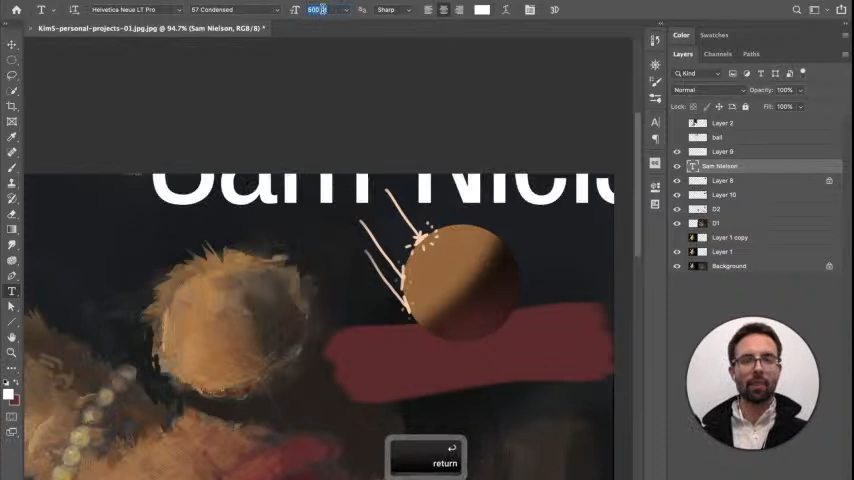 Helvetica Neue LT Pro
57 Condensed
Sharp
3D
KimS-personal-projects-01.jpg.jpg @ 94.7% (Sam Nielson, RGB/8) *
Color
Swatches
Layers
Channels
Paths
Kind
Normal
Opacity: 100%
Lock:
Fill: 100%
Layer 2
ball
Layer 9
Sam Nielson
Layer 8
Layer 10
D2
D1
Layer 1 copy
Layer 1
Background
return